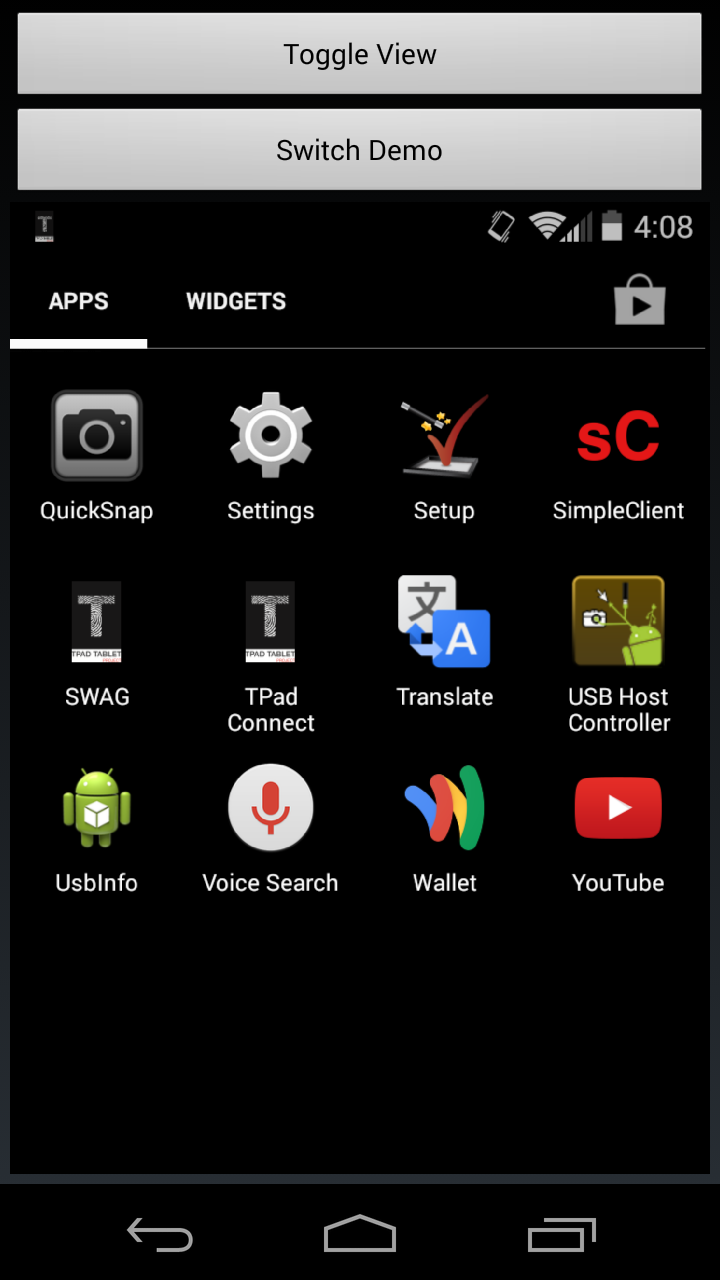 Toggle View
Switch Demo
4:08
APPS WIDGETS
QuickSnap Settings Setup SimpleClient
sC
T T 文 A
TPAD TABLET TPAD TABLET
PROJECT
SWAG TPad Connect Translate USB Host Controller
UsbInfo Voice Search Wallet YouTube